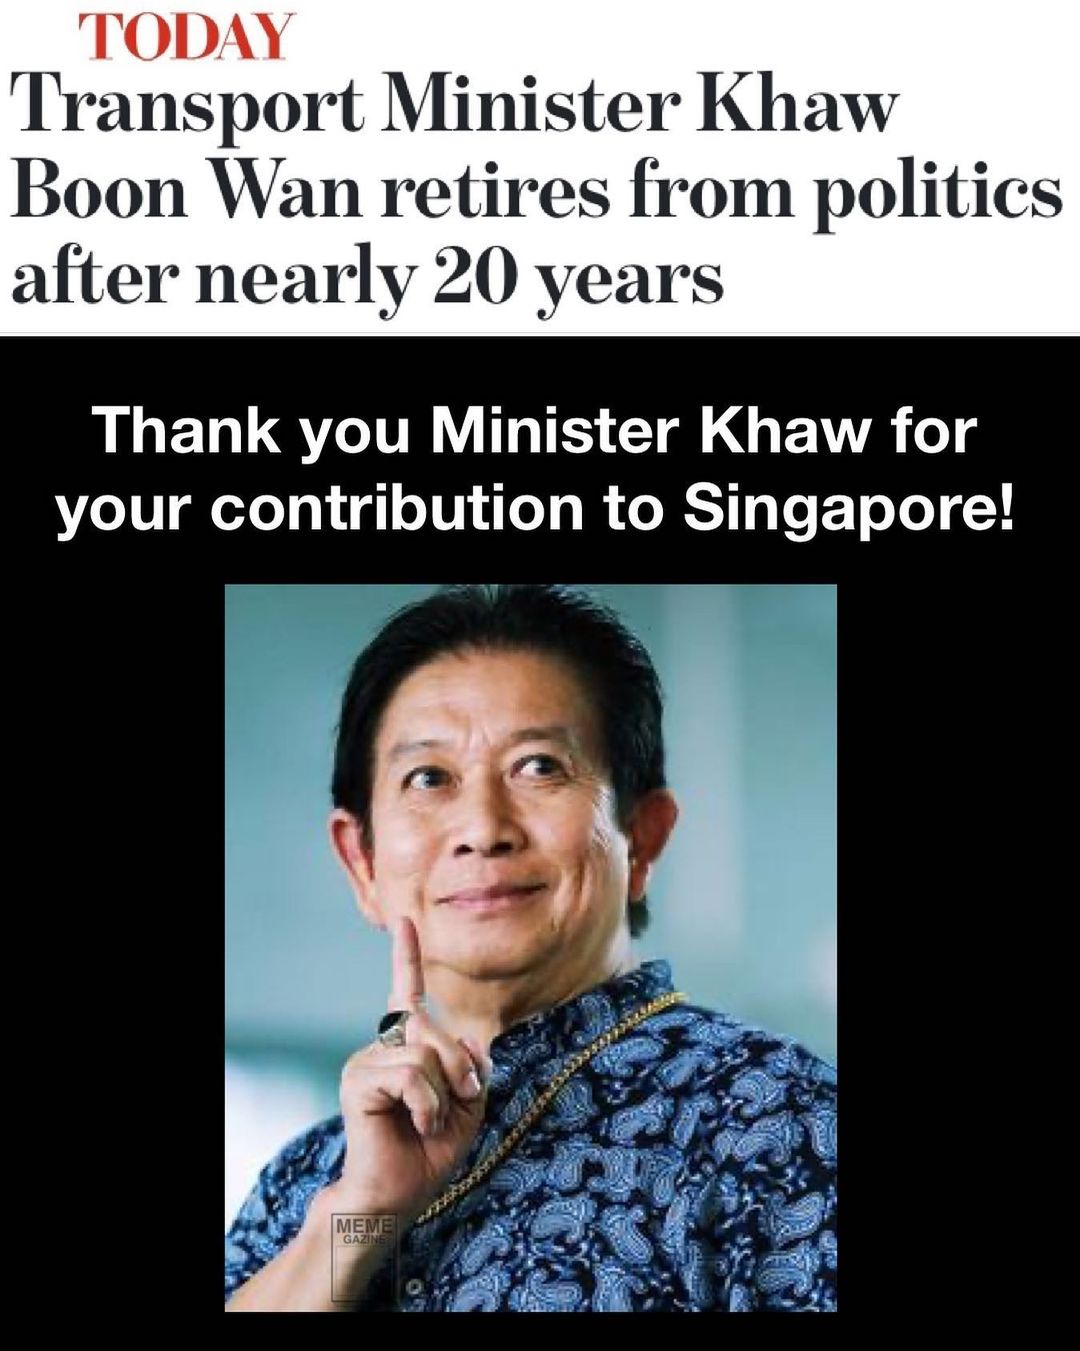 TODAY
Transport Minister Khaw
Boon Wan retires from politics
after nearly 20 years
Thank you Minister Khaw for
your contribution to Singapore!
MEME
GAZINE